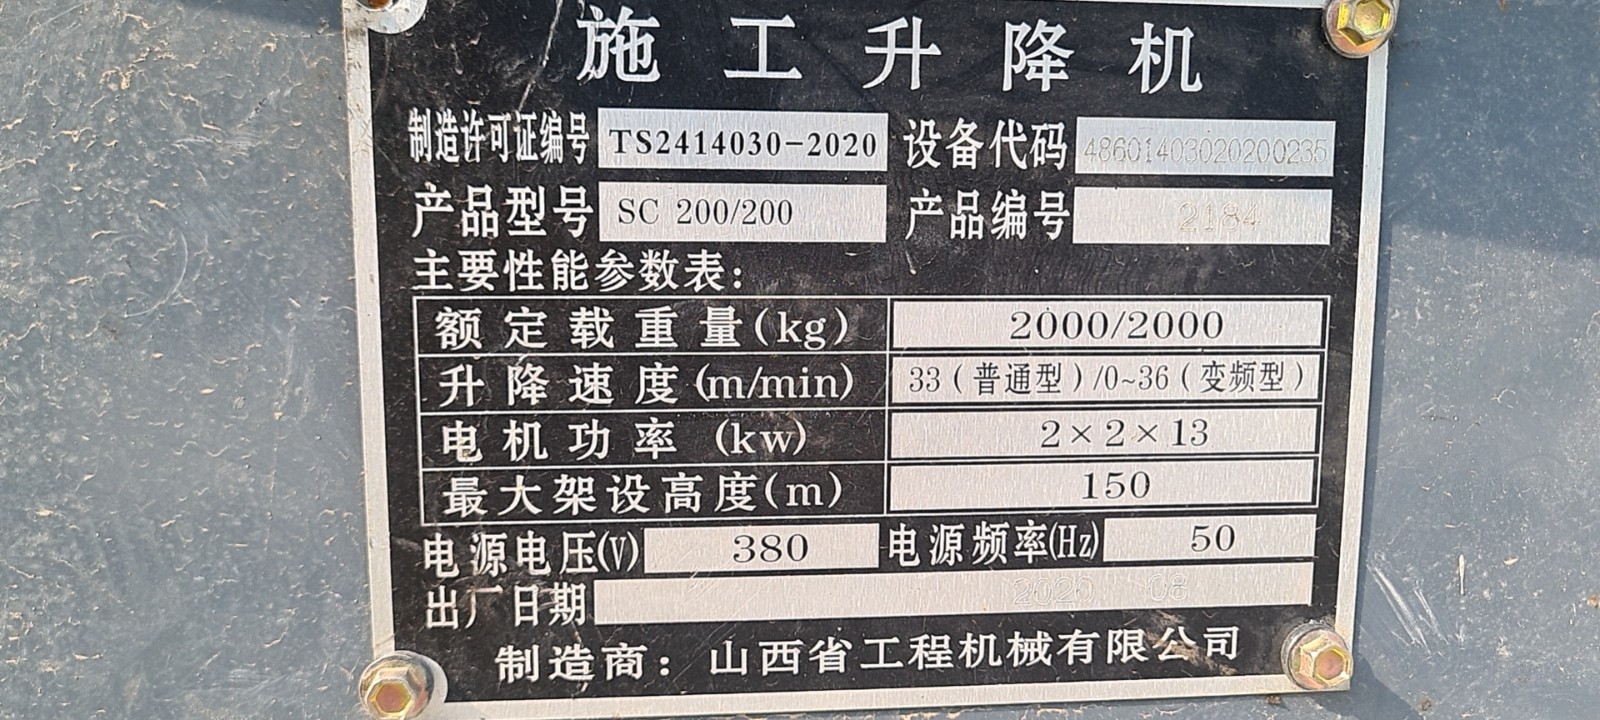 施工升降机
制造许可证编号 TS2414030-2020 设备代码 48601403020200235
产品型号 SC 200/200 产品编号 2184
主要性能参数表：
额定载重量(kg) 2000/2000
升降速度(m/min) 33（普通型）/0~36（变频型）
电机功率 (kw) 2×2×13
最大架设高度(m) 150
电源电压(V) 380 电源频率(Hz) 50
出厂日期 2020 08
制造商：山西省工程机械有限公司